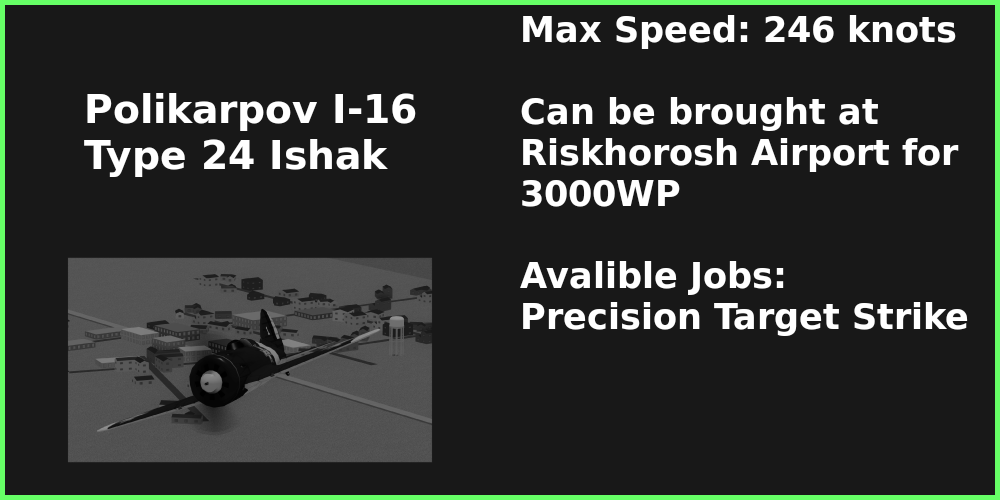 Polikarpov I-16
Type 24 Ishak
Max Speed: 246 knots
Can be brought at
Riskhorosh Airport for
3000WP
Avalible Jobs:
Precision Target Strike